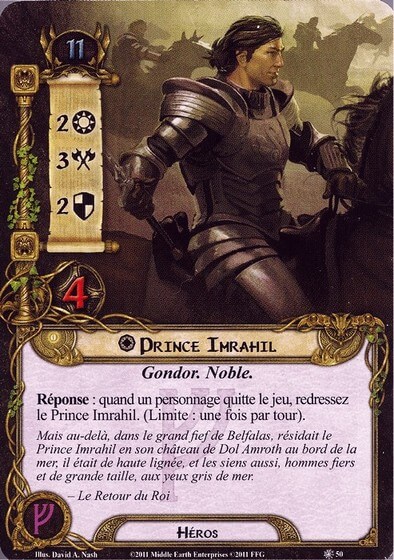 11
2
3
2
4
Prince Imrahil
Gondor. Noble.
Réponse : quand un personnage quitte le jeu, redressez
le Prince Imrahil. (Limite : une fois par tour).
Mais au-delà, dans le grand fief de Belfalas, résidait le
Prince Imrahil en son château de Dol Amroth au bord de la
mer, il était de haute lignée, et les siens aussi, hommes fiers
et de grande taille, aux yeux gris de mer.
– Le Retour du Roi
Héros
Illus. David A. Nash ©2011 Middle Earth Enterprises ©2011 FFG 50